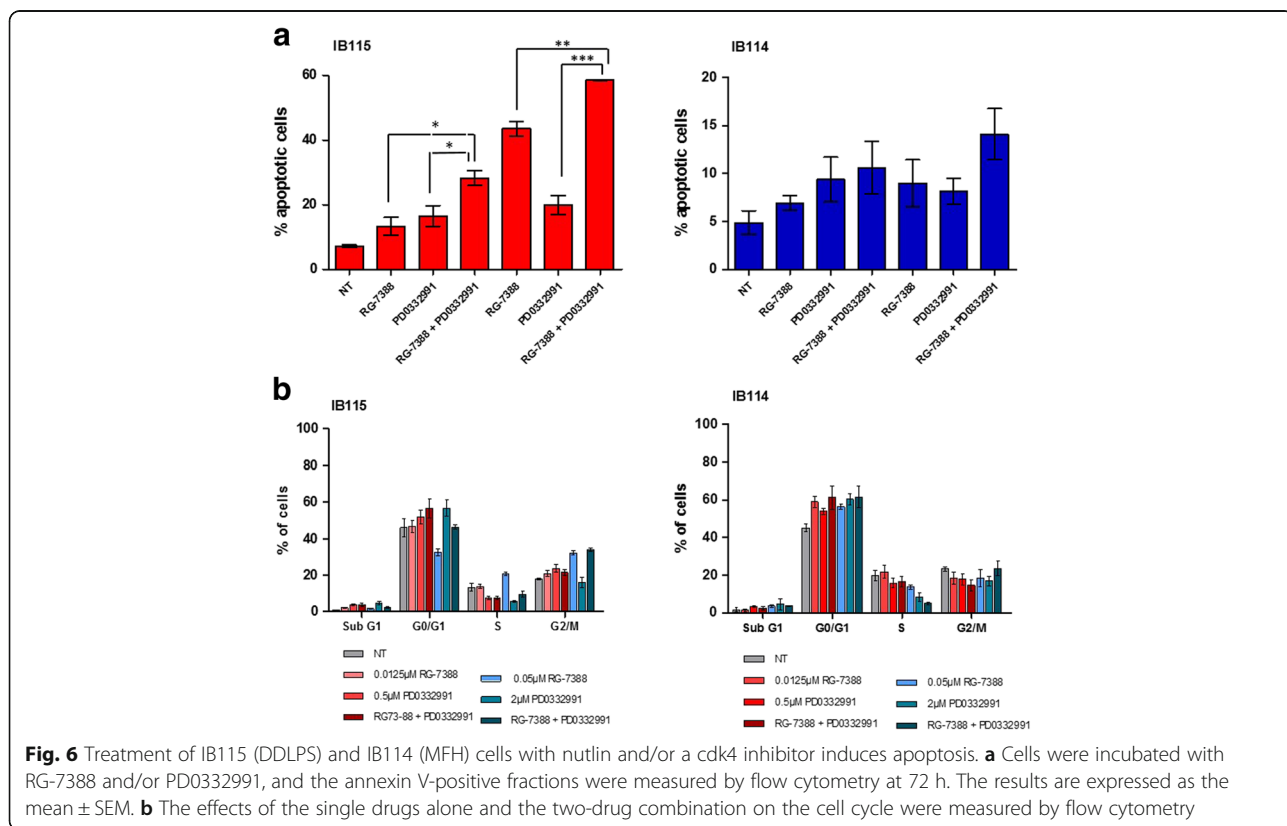 a
IB115
% apoptotic cells
60
40
20
0
*
*
**
***
NT
RG-7388
PD0332991
RG-7388 + PD0332991
RG-7388
PD0332991
RG-7388 + PD0332991
IB114
% apoptotic cells
20
15
10
5
0
NT
RG-7388
PD0332991
RG-7388 + PD0332991
RG-7388
PD0332991
RG-7388 + PD0332991
b
IB115
% of cells
100
80
60
40
20
0
Sub G1 G0/G1 S G2/M
NT
0.0125µM RG-7388
0.5µM PD0332991
RG73-88 + PD0332991
0.05µM RG-7388
2µM PD0332991
RG-7388 + PD0332991
IB114
% of cells
100
80
60
40
20
0
Sub G1 G0/G1 S G2/M
NT
0.0125µM RG-7388
0.5µM PD0332991
RG-7388 + PD0332991
0.05µM RG-7388
2µM PD0332991
RG-7388 + PD0332991
Fig. 6 Treatment of IB115 (DDLPS) and IB114 (MFH) cells with nutlin and/or a cdk4 inhibitor induces apoptosis. a Cells were incubated with
RG-7388 and/or PD0332991, and the annexin V-positive fractions were measured by flow cytometry at 72 h. The results are expressed as the
mean ± SEM. b The effects of the single drugs alone and the two-drug combination on the cell cycle were measured by flow cytometry